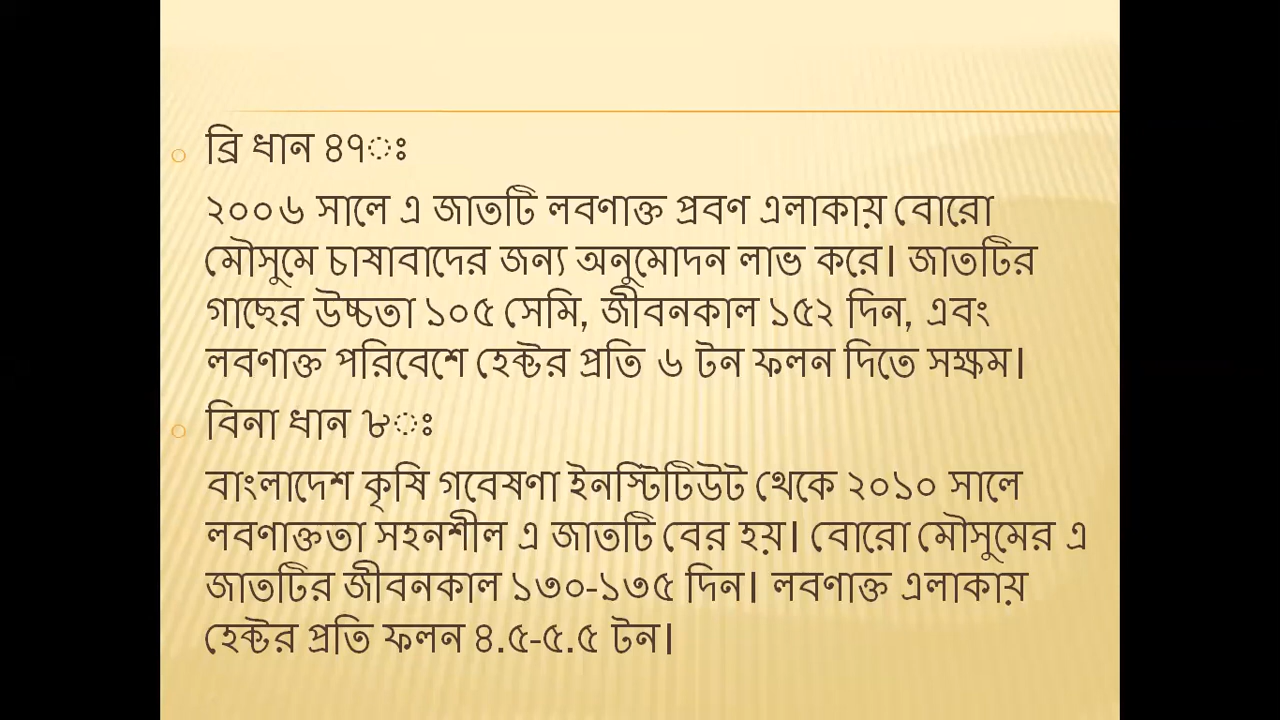 ব্রি ধান ৪৭ঃ
২০০৬ সালে এ জাতটি লবণাক্ত প্রবণ এলাকায় বোরো
মৌসুমে চাষাবাদের জন্য অনুমোদন লাভ করে। জাতটির
গাছের উচ্চতা ১০৫ সেমি, জীবনকাল ১৫২ দিন, এবং
লবণাক্ত পরিবেশে হেক্টর প্রতি ৬ টন ফলন দিতে সক্ষম।
বিনা ধান ৮ঃ
বাংলাদেশ কৃষি গবেষণা ইনস্টিটিউট থেকে ২০১০ সালে
লবণাক্ততা সহনশীল এ জাতটি বের হয়। বোরো মৌসুমের এ
জাতটির জীবনকাল ১৩০-১৩৫ দিন। লবণাক্ত এলাকায়
হেক্টর প্রতি ফলন ৪.৫-৫.৫ টন।